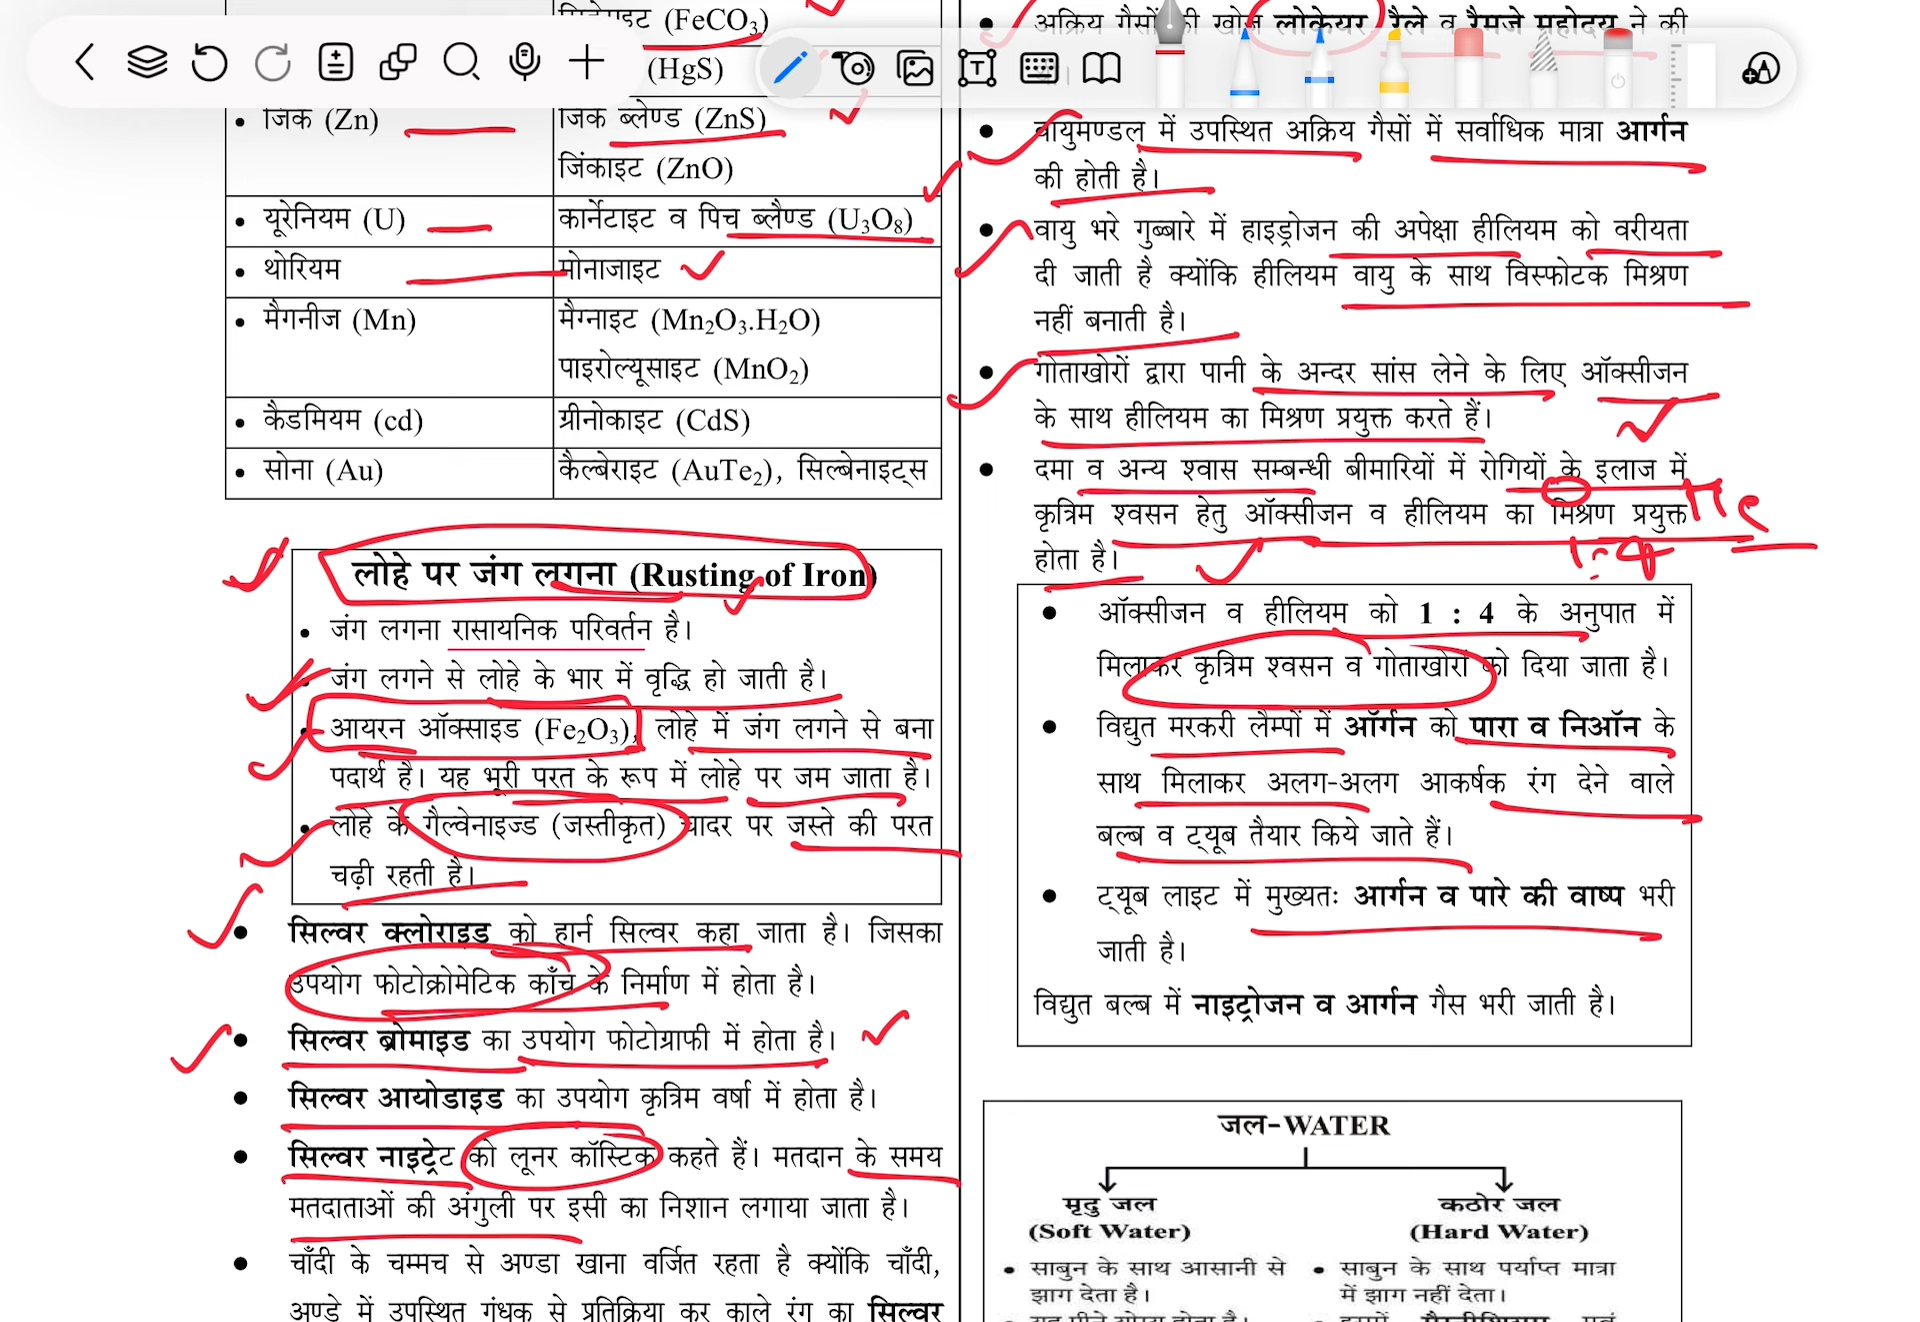 (FeCO₃)
(HgS)
• जिंक (Zn)
जिंक ब्लेण्ड (ZnS)
जिंकाइट (ZnO)
• यूरेनियम (U)
कार्नेटाइट व पिच ब्लैण्ड (U₃O₈)
• थोरियम
मोनाजाइट
• मैगनीज (Mn)
मैग्नाइट (Mn₂O₃.H₂O)
पाइरोल्यूसाइट (MnO₂)
• कैडमियम (cd)
ग्रीनोकाइट (CdS)
• सोना (Au)
कैल्बेराइट (AuTe₂), सिल्बेनाइट्स
लोहे पर जंग लगना (Rusting of Iron)
• जंग लगना रासायनिक परिवर्तन है।
• जंग लगने से लोहे के भार में वृद्धि हो जाती है।
• आयरन ऑक्साइड (Fe₂O₃), लोहे में जंग लगने से बना
पदार्थ है। यह भूरी परत के रूप में लोहे पर जम जाता है।
• लोहे के गैल्वेनाइज्ड (जस्तीकृत) चादर पर जस्ते की परत
चढ़ी रहती है।
• सिल्वर क्लोराइड को हार्न सिल्वर कहा जाता है। जिसका
उपयोग फोटोक्रोमेटिक काँच के निर्माण में होता है।
• सिल्वर ब्रोमाइड का उपयोग फोटोग्राफी में होता है।
• सिल्वर आयोडाइड का उपयोग कृत्रिम वर्षा में होता है।
• सिल्वर नाइट्रेट को लूनर कॉस्टिक कहते हैं। मतदान के समय
मतदाताओं की अंगुली पर इसी का निशान लगाया जाता है।
• चाँदी के चम्मच से अण्डा खाना वर्जित रहता है क्योंकि चाँदी,
अण्डे में उपस्थित गंधक से प्रतिक्रिया कर काले रंग का सिल्वर
• अक्रिय गैसों की खोज लोकेयर रैले व रैमजे महोदय ने की
• वायुमण्डल में उपस्थित अक्रिय गैसों में सर्वाधिक मात्रा आर्गन
की होती है।
• वायु भरे गुब्बारे में हाइड्रोजन की अपेक्षा हीलियम को वरीयता
दी जाती है क्योंकि हीलियम वायु के साथ विस्फोटक मिश्रण
नहीं बनाती है।
• गोताखोरों द्वारा पानी के अन्दर सांस लेने के लिए ऑक्सीजन
के साथ हीलियम का मिश्रण प्रयुक्त करते हैं।
• दमा व अन्य श्वास सम्बन्धी बीमारियों में रोगियों के इलाज में
कृत्रिम श्वसन हेतु ऑक्सीजन व हीलियम का मिश्रण प्रयुक्त
He
होता है।
1:4
• ऑक्सीजन व हीलियम को 1 : 4 के अनुपात में
मिलाकर कृत्रिम श्वसन व गोताखोरों को दिया जाता है।
• विद्युत मरकरी लैम्पों में ऑर्गन को पारा व निऑन के
साथ मिलाकर अलग-अलग आकर्षक रंग देने वाले
बल्ब व ट्यूब तैयार किये जाते हैं।
• ट्यूब लाइट में मुख्यतः आर्गन व पारे की वाष्प भरी
जाती है।
विद्युत बल्ब में नाइट्रोजन व आर्गन गैस भरी जाती है।
जल-WATER
मृदु जल
(Soft Water)
• साबुन के साथ आसानी से
झाग देता है।
कठोर जल
(Hard Water)
• साबुन के साथ पर्याप्त मात्रा
में झाग नहीं देता।